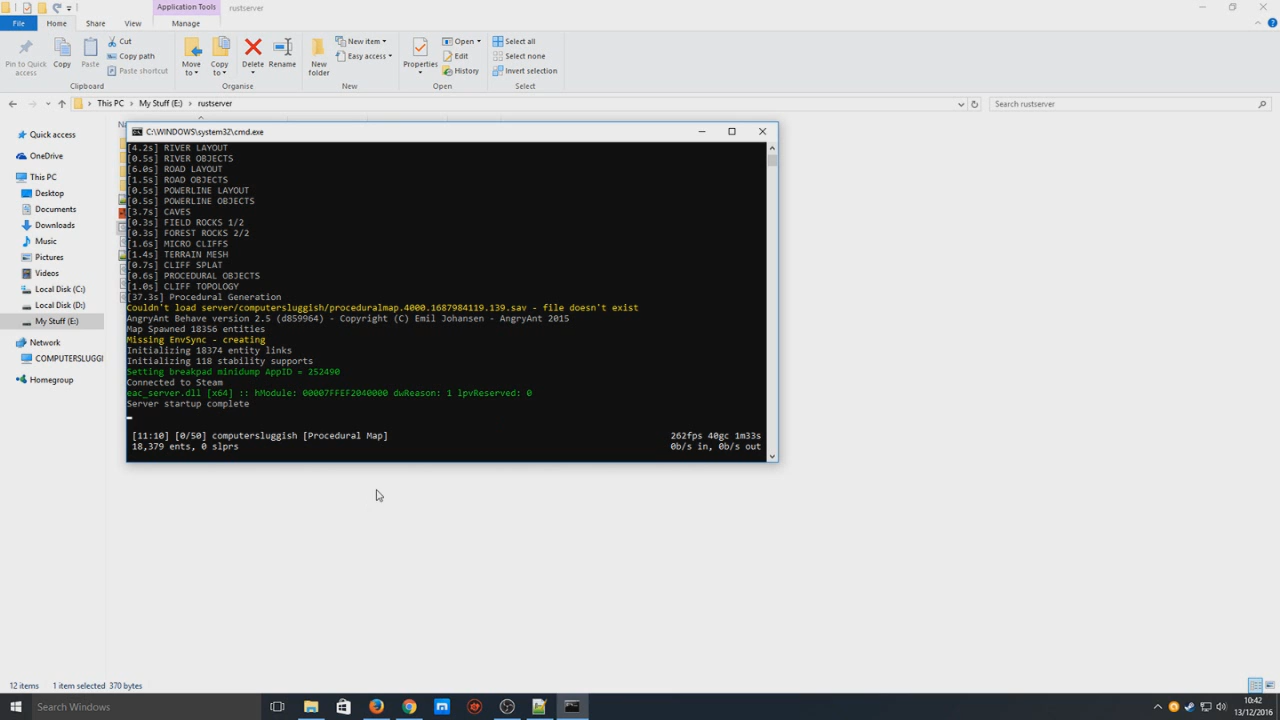 Application Tools
rustserver
File
Home
Share
View
Manage
Pin to Quick access
Copy
Paste
Cut
Copy path
Paste shortcut
Move to
Copy to
Delete
Rename
New folder
New item
Easy access
Properties
Open
Edit
History
Select all
Select none
Invert selection
Clipboard
Organise
New
Open
Select
This PC
My Stuff (E:)
rustserver
Search rustserver
Quick access
OneDrive
This PC
Desktop
Documents
Downloads
Music
Pictures
Videos
Local Disk (C:)
Local Disk (D:)
My Stuff (E:)
Network
COMPUTERSLUGGI
Homegroup
C:\WINDOWS\system32\cmd.exe
[4.2s] RIVER LAYOUT
[0.5s] RIVER OBJECTS
[6.0s] ROAD LAYOUT
[1.5s] ROAD OBJECTS
[0.5s] POWERLINE LAYOUT
[0.5s] POWERLINE OBJECTS
[3.7s] CAVES
[0.3s] FIELD ROCKS 1/2
[0.3s] FOREST ROCKS 2/2
[1.6s] MICRO CLIFFS
[1.4s] TERRAIN MESH
[0.7s] CLIFF SPLAT
[0.6s] PROCEDURAL OBJECTS
[1.0s] CLIFF TOPOLOGY
[37.3s] Procedural Generation
Couldn't load server/computersluggish/proceduralmap.4000.1687984119.139.sav - file doesn't exist
AngryAnt Behave version 2.5 (d859964) - Copyright (C) Emil Johansen - AngryAnt 2015
Map Spawned 18356 entities
Missing EnvSync - creating
Initializing 18374 entity links
Initializing 118 stability supports
Setting breakpad minidump AppID = 252490
Connected to Steam
eac_server.dll [x64] :: hModule: 00007FFEF2040000 dwReason: 1 lpvReserved: 0
Server startup complete
[11:10] [0/50] computersluggish [Procedural Map]
262fps 40gc 1m33s
18,379 ents, 0 slprs
0b/s in, 0b/s out
12 items
1 item selected 370 bytes
Search Windows
10:42
13/12/2016